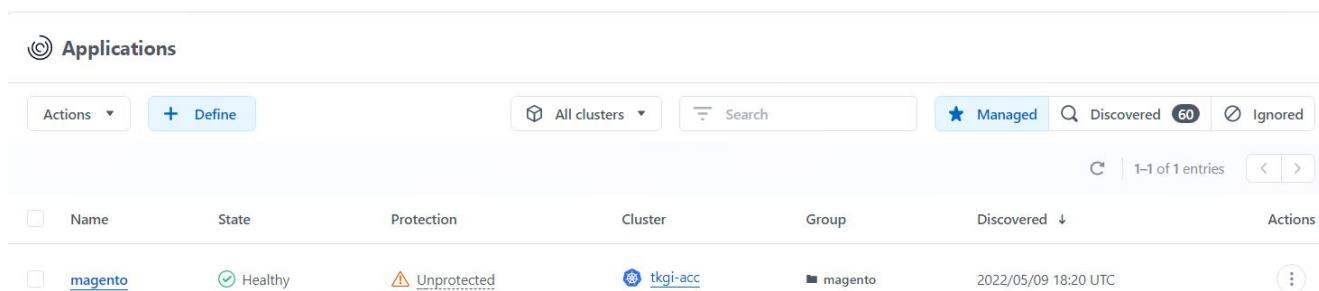 Applications
Actions Define All clusters Search Managed Discovered 60 Ignored
1–1 of 1 entries
Name State Protection Cluster Group Discovered ↓ Actions
magento Healthy Unprotected tkgi-acc magento 2022/05/09 18:20 UTC